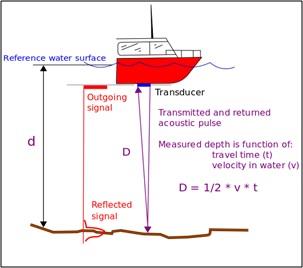 Reference water surface
Transducer
Outgoing
signal
Transmitted and returned
acoustic pulse
d
D
Measured depth is function of:
travel time (t)
velocity in water (v)
D = 1/2 * v * t
Reflected
signal